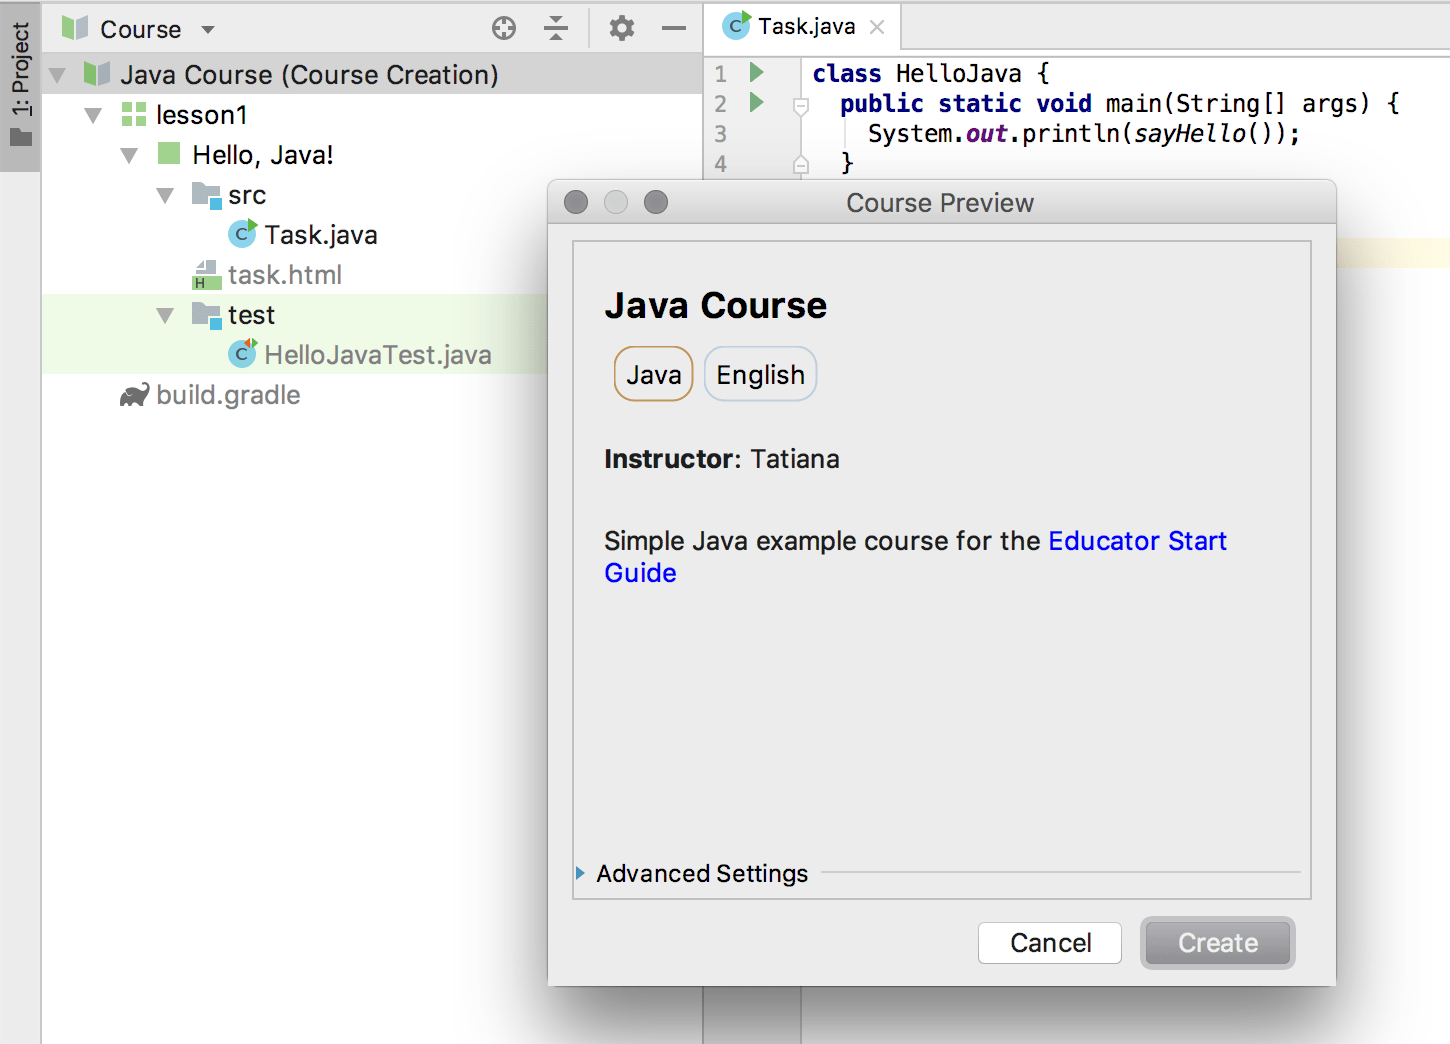 1: Project
Course
Java Course (Course Creation)
lesson1
Hello, Java!
src
C Task.java
task.html
H
test
C HelloJavaTest.java
build.gradle
C Task.java
1 class HelloJava {
2 public static void main(String[] args) {
3 System.out.println(sayHello());
4 }
Course Preview
Java Course
Java English
Instructor: Tatiana
Simple Java example course for the Educator Start
Guide
Advanced Settings
Cancel Create